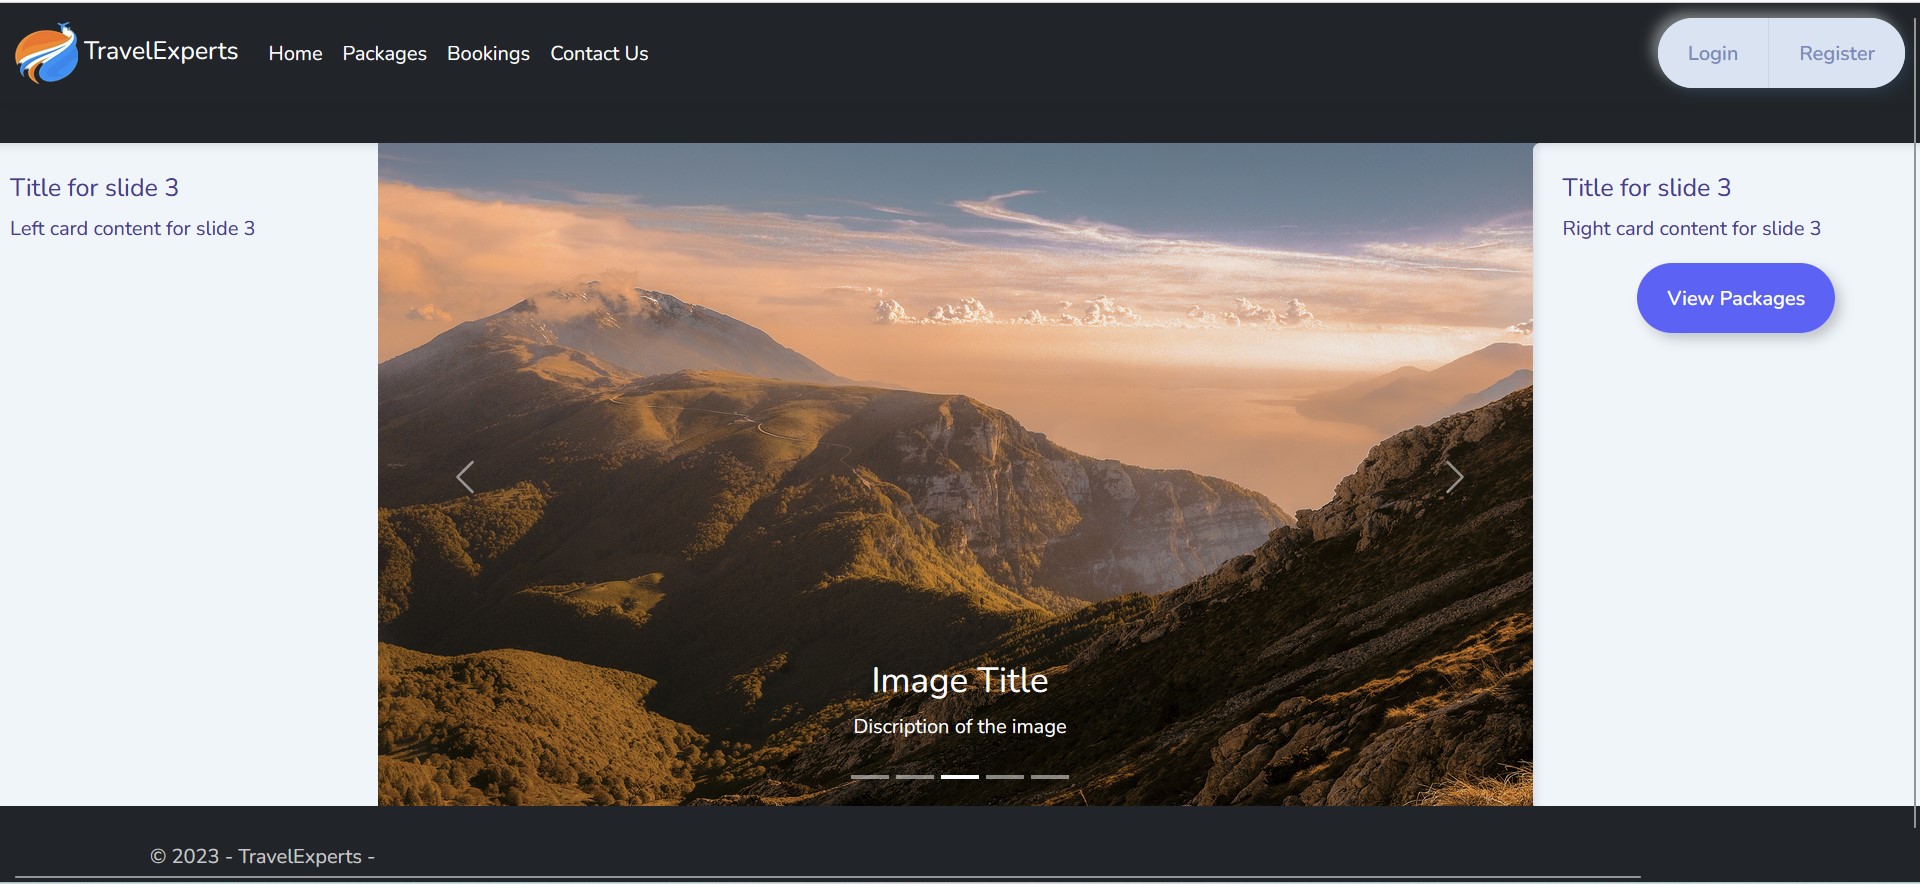 TravelExperts
Home Packages Bookings Contact Us
Login Register
Title for slide 3
Left card content for slide 3
Title for slide 3
Right card content for slide 3
View Packages
Image Title
Discription of the image
© 2023 - TravelExperts -